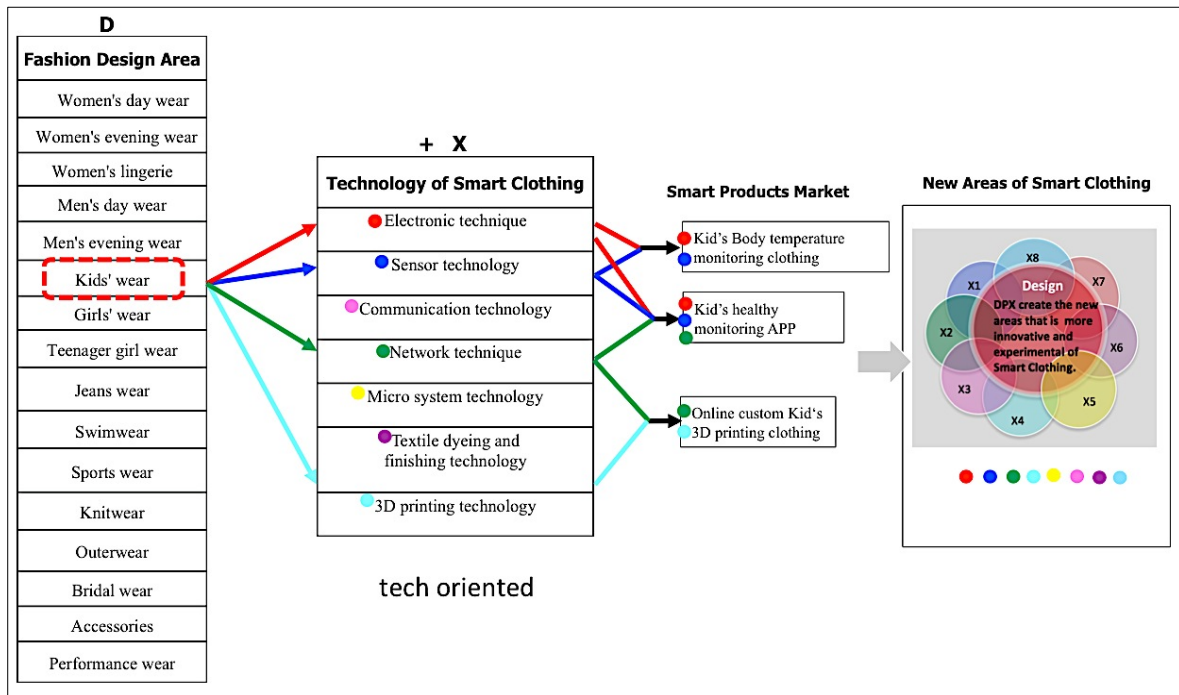 D
Fashion Design Area
Women's day wear
Women's evening wear
Women's lingerie
Men's day wear
Men's evening wear
Kids' wear
Girls' wear
Teenager girl wear
Jeans wear
Swimwear
Sports wear
Knitwear
Outerwear
Bridal wear
Accessories
Performance wear
+ X
Technology of Smart Clothing
Electronic technique
Sensor technology
Communication technology
Network technique
Micro system technology
Textile dyeing and
finishing technology
3D printing technology
tech oriented
Smart Products Market
Kid's Body temperature
monitoring clothing
Kid's healthy
monitoring APP
Online custom Kid‘s
3D printing clothing
New Areas of Smart Clothing
X8
X1
X7
X2
X6
X3
X5
X4
Design
DPX create the new
areas that is more
innovative and
experimental of
Smart Clothing.